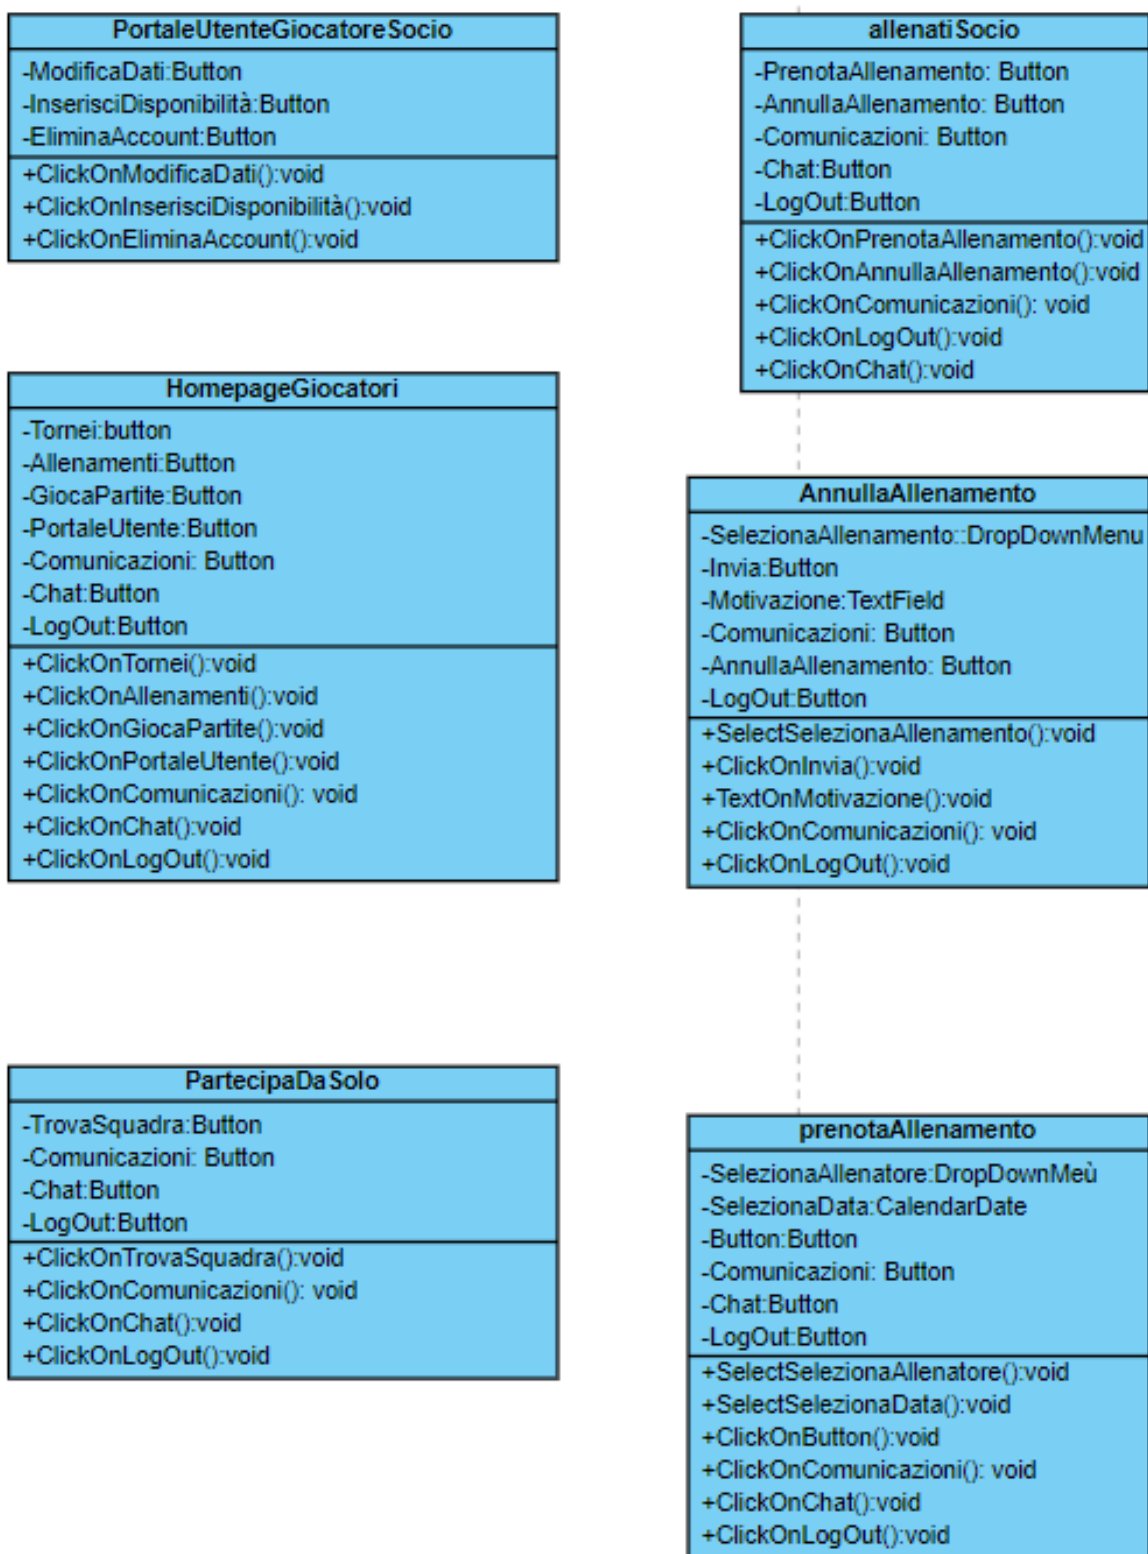 PortaleUtenteGiocatoreSocio
-ModificaDati:Button
-InserisciDisponibilità:Button
-EliminaAccount:Button
+ClickOnModificaDati():void
+ClickOnInserisciDisponibilità():void
+ClickOnEliminaAccount():void
HomepageGiocatori
-Tornei:button
-Allenamenti:Button
-GiocaPartite:Button
-PortaleUtente:Button
-Comunicazioni: Button
-Chat:Button
-LogOut:Button
+ClickOnTornei():void
+ClickOnAllenamenti():void
+ClickOnGiocaPartite():void
+ClickOnPortaleUtente():void
+ClickOnComunicazioni(): void
+ClickOnChat():void
+ClickOnLogOut():void
PartecipaDaSolo
-TrovaSquadra:Button
-Comunicazioni: Button
-Chat:Button
-LogOut:Button
+ClickOnTrovaSquadra():void
+ClickOnComunicazioni(): void
+ClickOnChat():void
+ClickOnLogOut():void
allenatiSocio
-PrenotaAllenamento: Button
-AnnullaAllenamento: Button
-Comunicazioni: Button
-Chat:Button
-LogOut:Button
+ClickOnPrenotaAllenamento():void
+ClickOnAnnullaAllenamento():void
+ClickOnComunicazioni(): void
+ClickOnLogOut():void
+ClickOnChat():void
AnnullaAllenamento
-SelezionaAllenamento::DropDownMenu
-Invia:Button
-Motivazione:TextField
-Comunicazioni: Button
-AnnullaAllenamento: Button
-LogOut:Button
+SelectSelezionaAllenamento():void
+ClickOnInvia():void
+TextOnMotivazione():void
+ClickOnComunicazioni(): void
+ClickOnLogOut():void
prenotaAllenamento
-SelezionaAllenatore:DropDownMeù
-SelezionaData:CalendarDate
-Button:Button
-Comunicazioni: Button
-Chat:Button
-LogOut:Button
+SelectSelezionaAllenatore():void
+SelectSelezionaData():void
+ClickOnButton():void
+ClickOnComunicazioni(): void
+ClickOnChat():void
+ClickOnLogOut():void